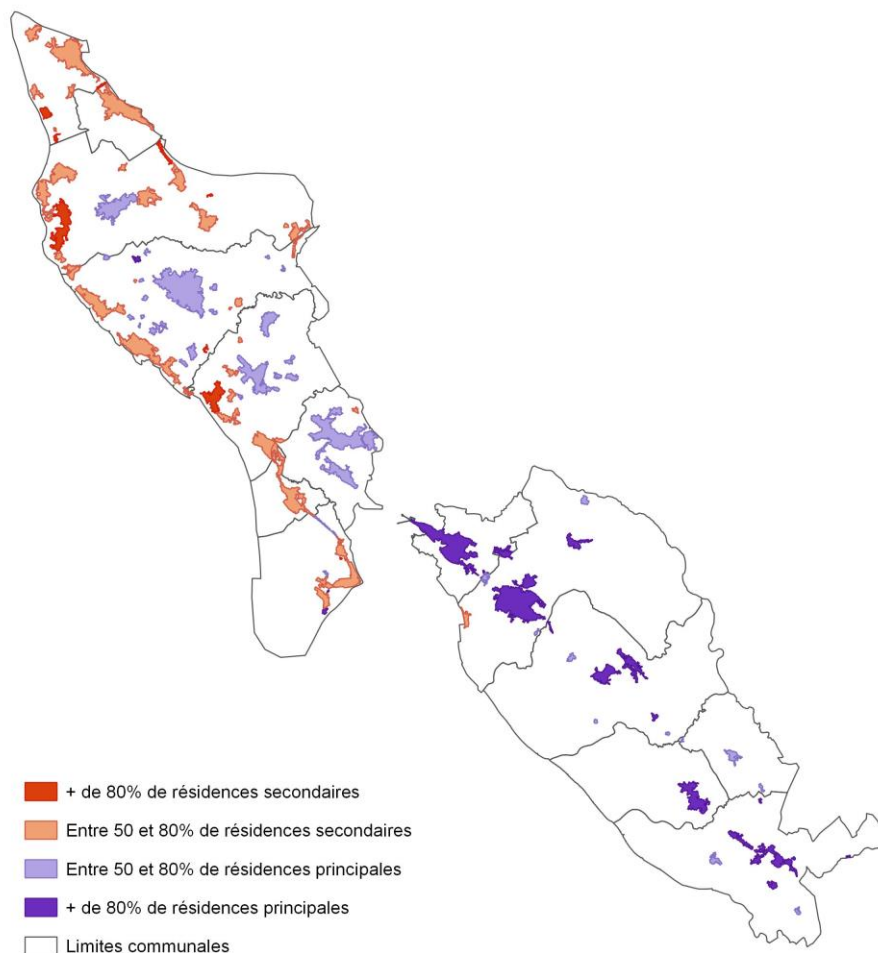 + de 80% de résidences secondaires
Entre 50 et 80% de résidences secondaires
Entre 50 et 80% de résidences principales
+ de 80% de résidences principales
Limites communales